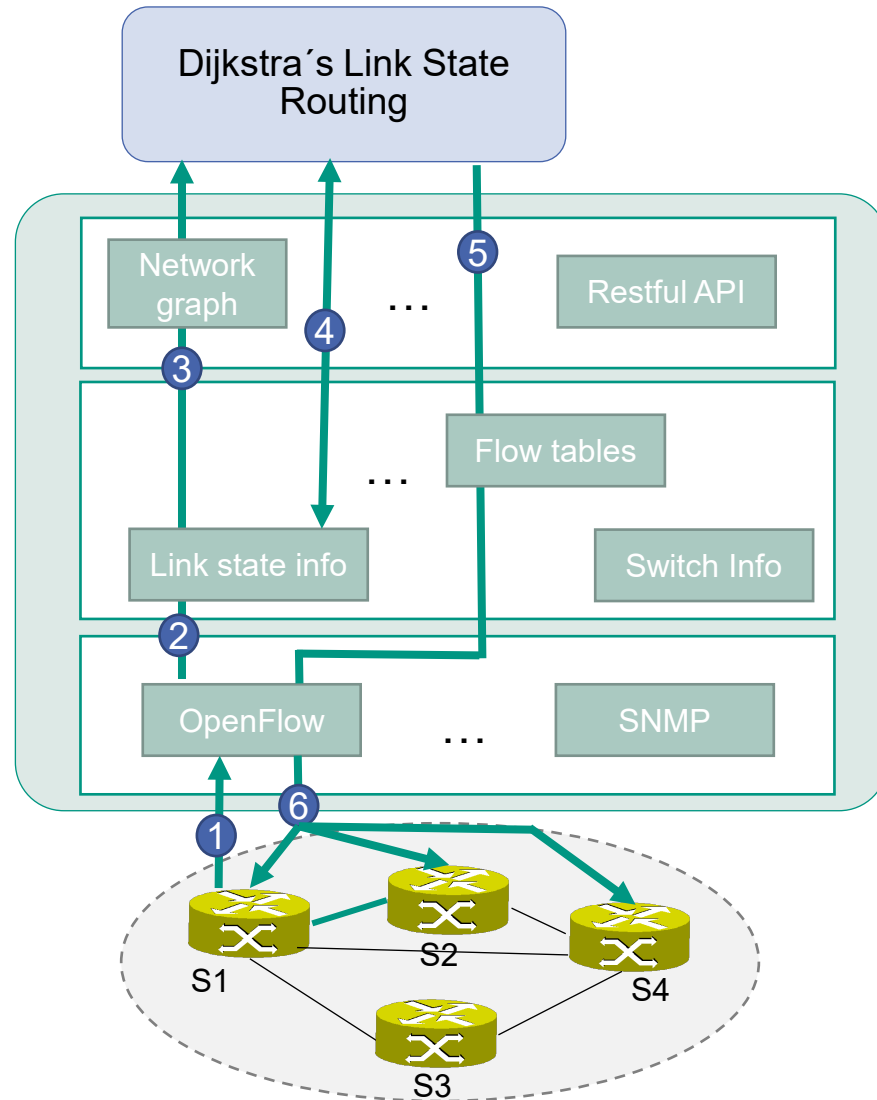 Dijkstra´s Link State
Routing
5
Network
graph
...
Restful API
4
3
Flow tables
...
Link state info
Switch Info
2
OpenFlow
...
SNMP
6
1
S1
S2
S4
S3